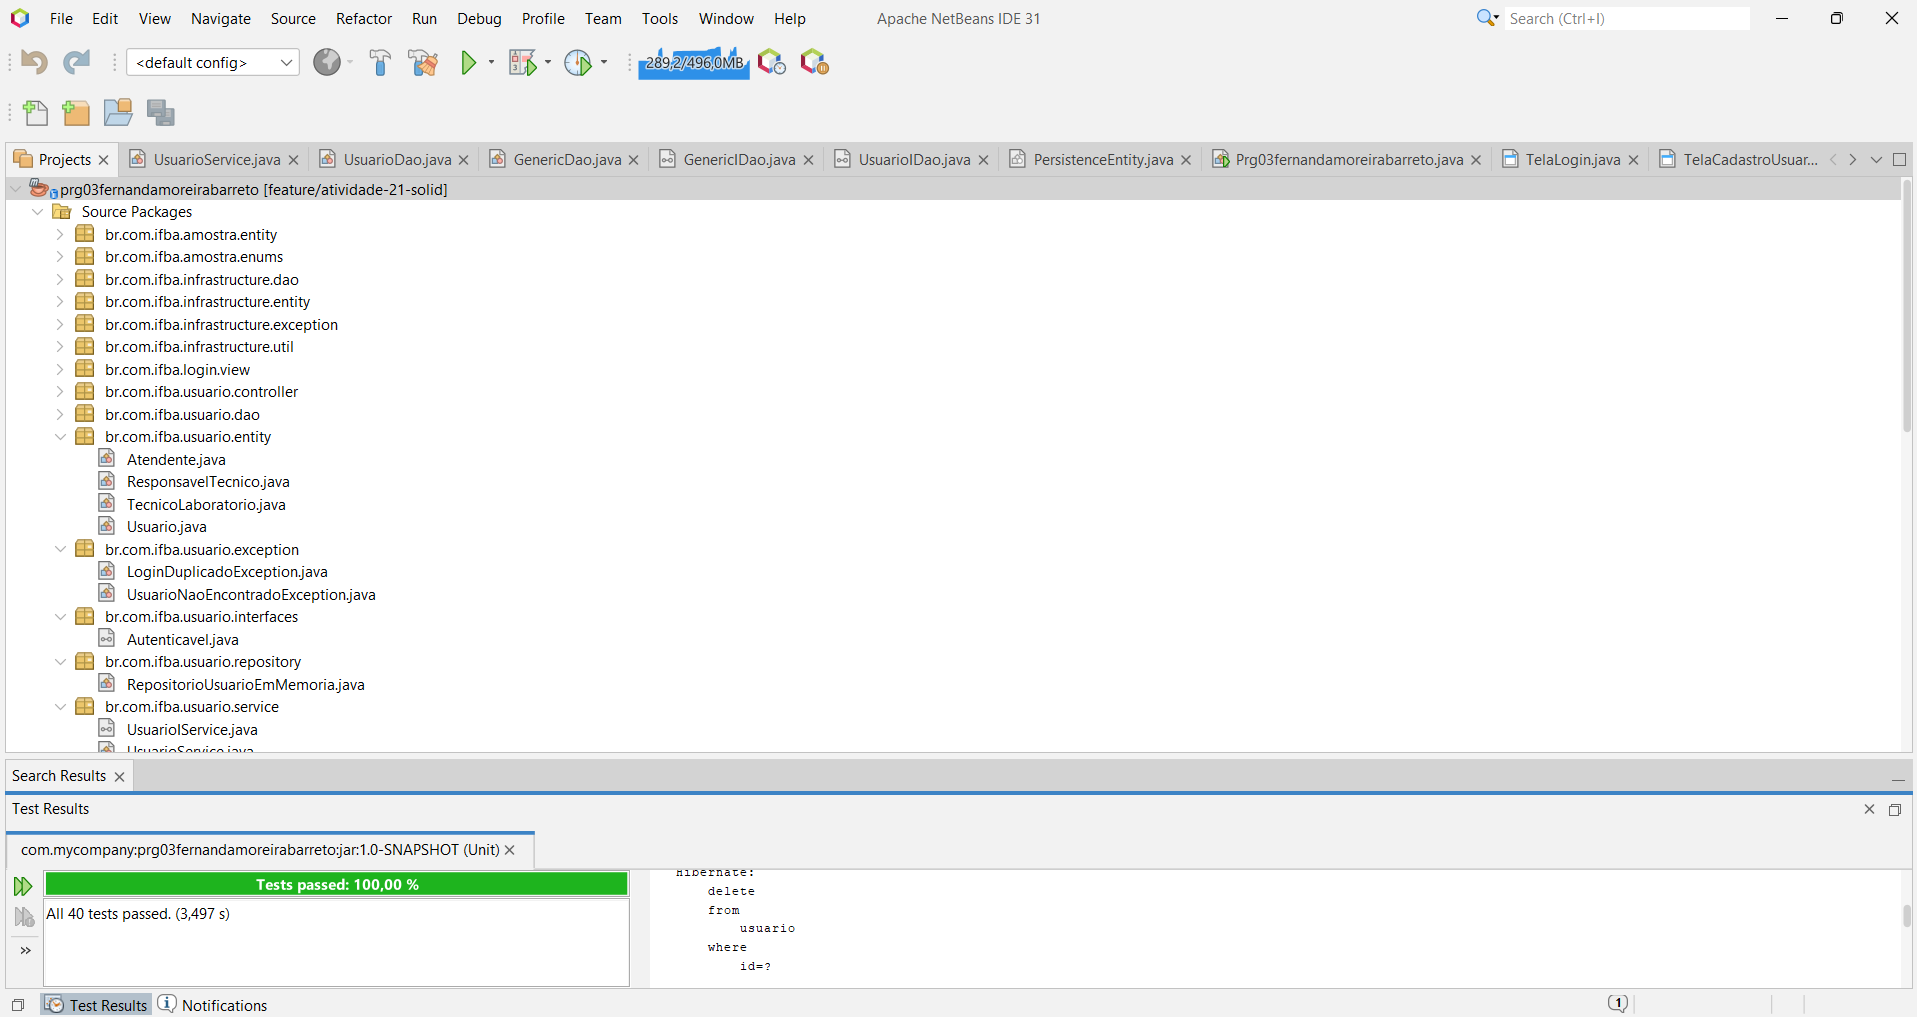 File Edit View Navigate Source Refactor Run Debug Profile Team Tools Window Help Apache NetBeans IDE 31 Search (Ctrl+I)
<default config> 289,2/496,0MB
Projects UsuarioService.java UsuarioDao.java GenericDao.java GenericIDao.java UsuarioIDao.java PersistenceEntity.java Prg03fernandamoreirabarreto.java TelaLogin.java TelaCadastroUsuar...
prg03fernandamoreirabarreto [feature/atividade-21-solid]
Source Packages
br.com.ifba.amostra.entity
br.com.ifba.amostra.enums
br.com.ifba.infrastructure.dao
br.com.ifba.infrastructure.entity
br.com.ifba.infrastructure.exception
br.com.ifba.infrastructure.util
br.com.ifba.login.view
br.com.ifba.usuario.controller
br.com.ifba.usuario.dao
br.com.ifba.usuario.entity
Atendente.java
ResponsavelTecnico.java
TecnicoLaboratorio.java
Usuario.java
br.com.ifba.usuario.exception
LoginDuplicadoException.java
UsuarioNaoEncontradoException.java
br.com.ifba.usuario.interfaces
Autenticavel.java
br.com.ifba.usuario.repository
RepositorioUsuarioEmMemoria.java
br.com.ifba.usuario.service
UsuarioIService.java
UsuarioService.java
Search Results
Test Results
com.mycompany:prg03fernandamoreirabarreto:jar:1.0-SNAPSHOT (Unit)
Tests passed: 100,00 %
All 40 tests passed. (3,497 s)
Hibernate:
delete
from
usuario
where
id=?
Test Results Notifications 1